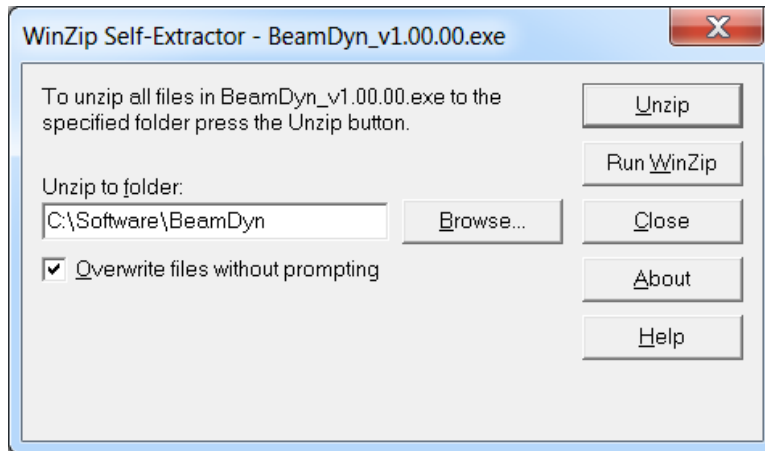 WinZip Self-Extractor - BeamDyn_v1.00.00.exe
X
To unzip all files in BeamDyn_v1.00.00.exe to the
specified folder press the Unzip button.
Unzip
Run WinZip
Unzip to folder:
C:\Software\BeamDyn
Browse...
Close
Overwrite files without prompting
About
Help